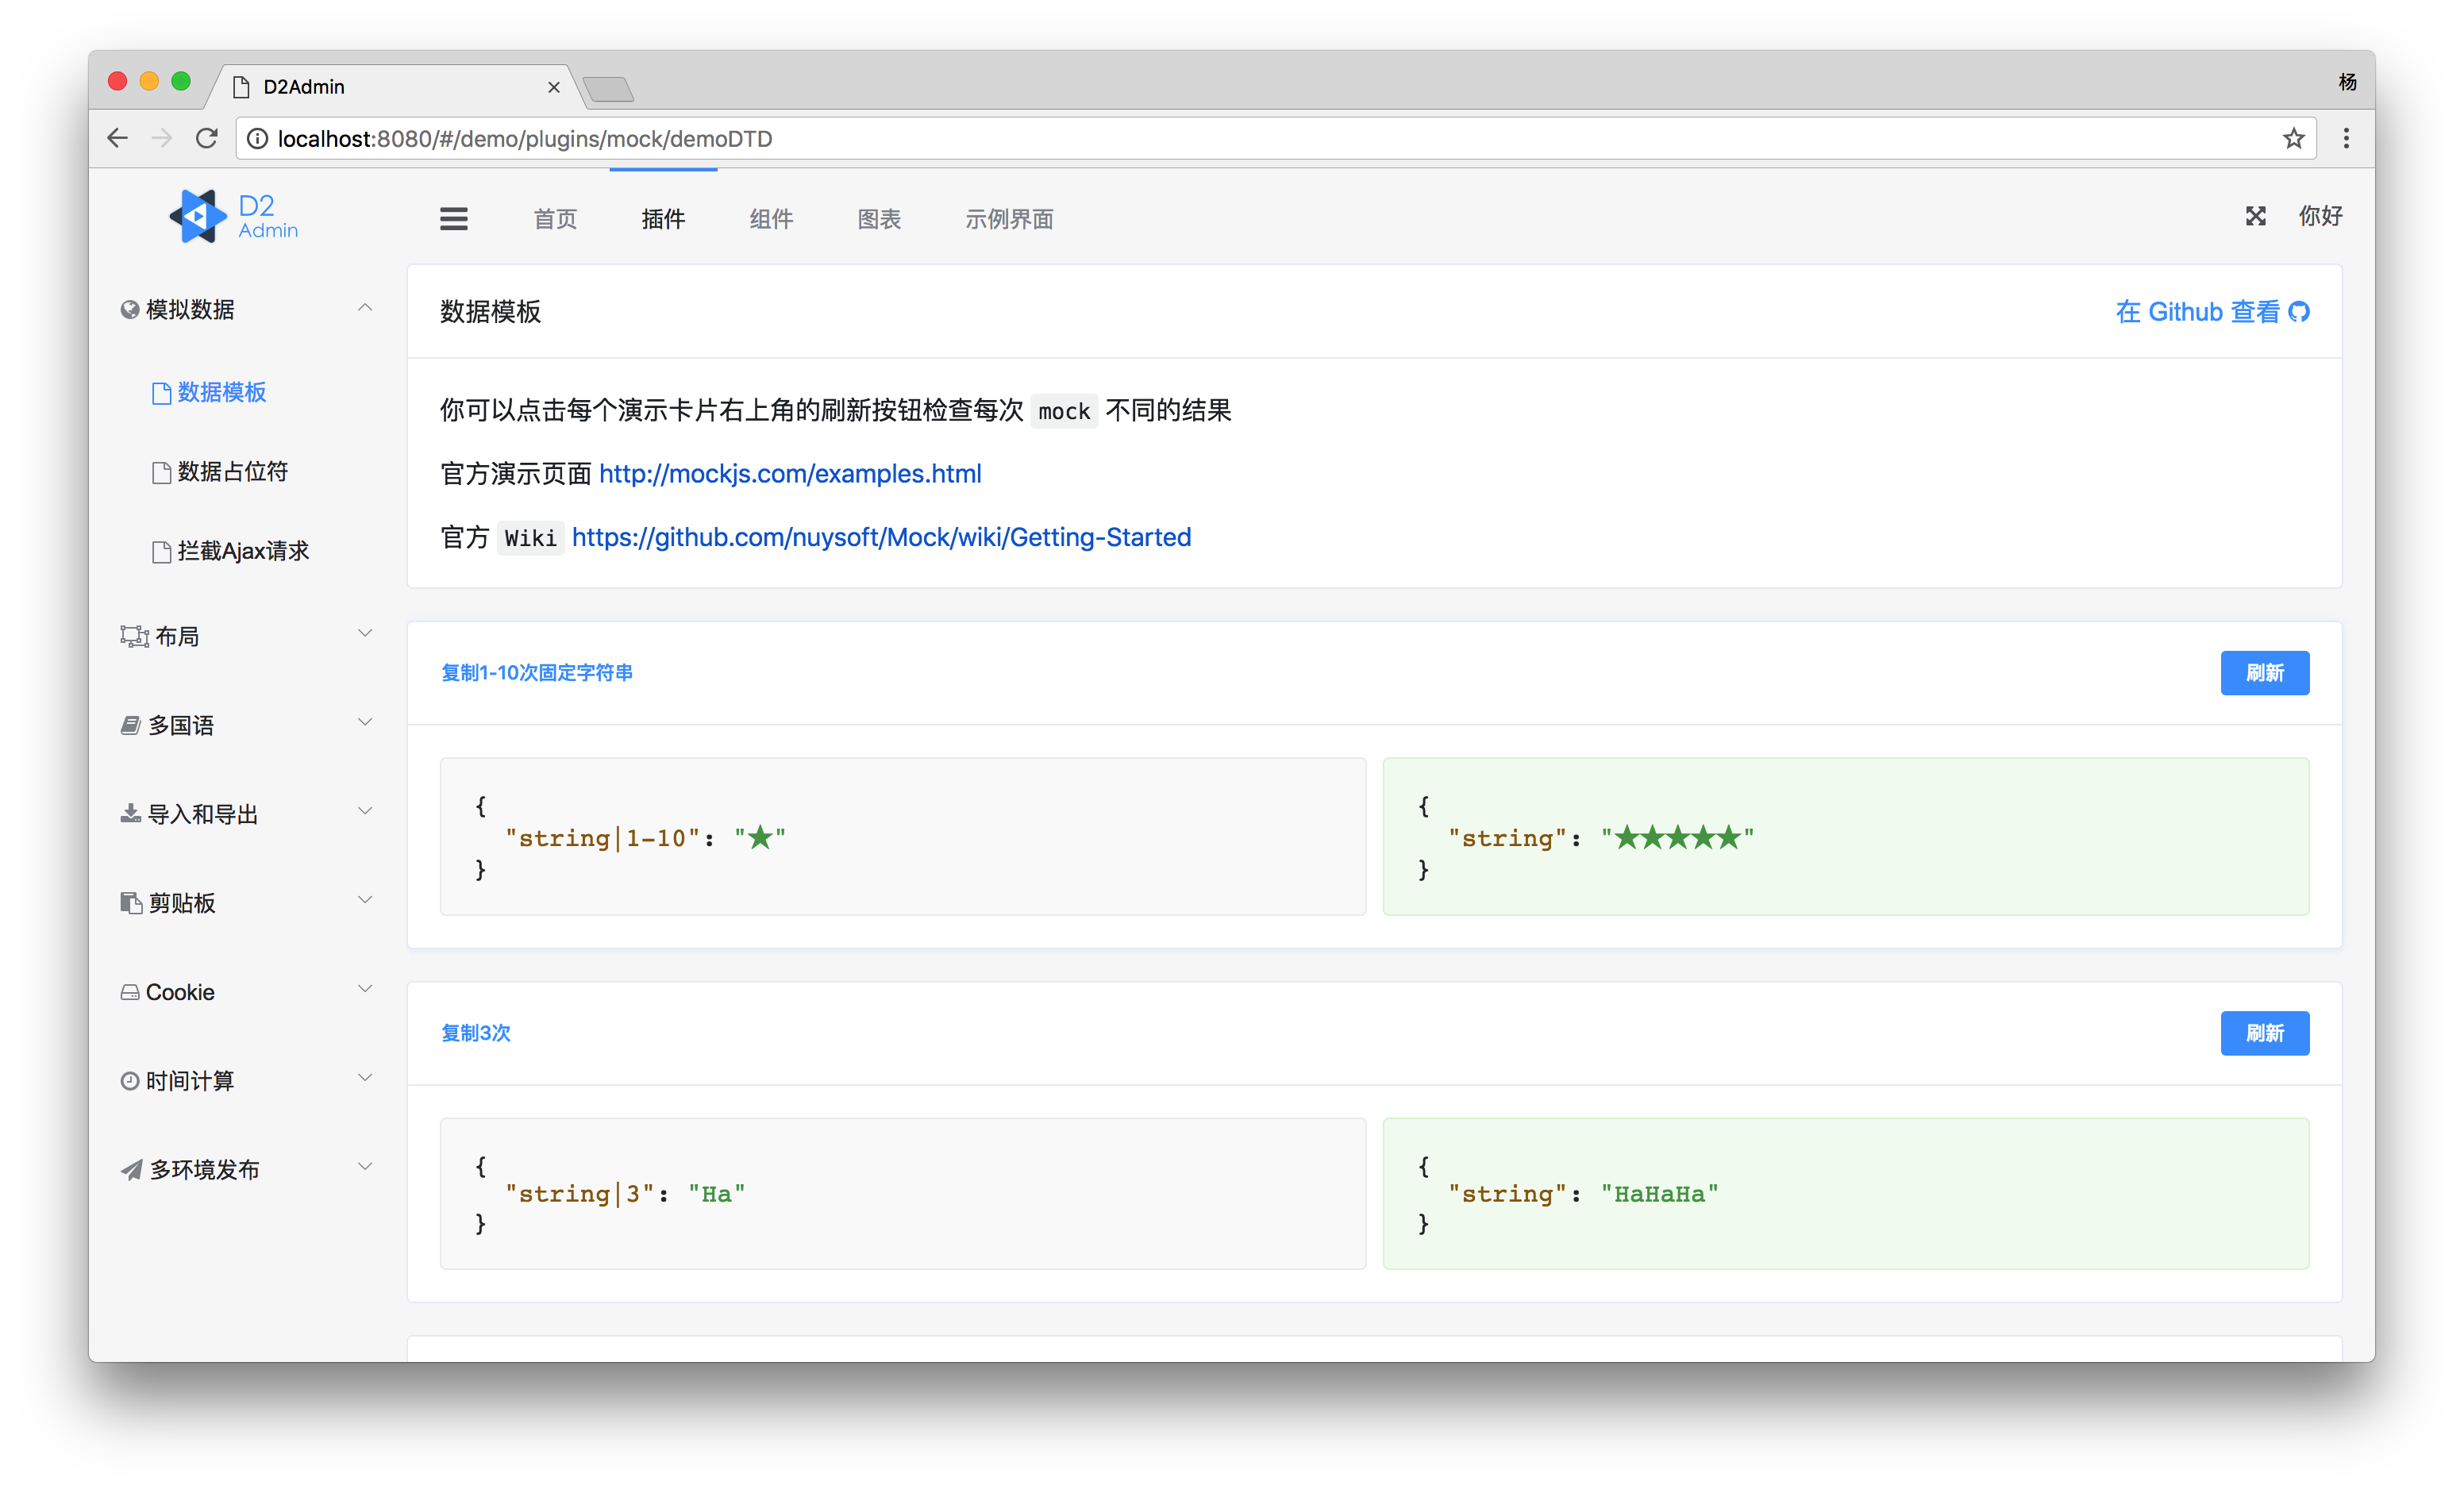 D2Admin
杨
localhost:8080/#/demo/plugins/mock/demoDTD
D2
Admin
首页 插件 组件 图表 示例界面 你好
模拟数据
数据模板
数据占位符
拦截Ajax请求
布局
多国语
导入和导出
剪贴板
Cookie
时间计算
多环境发布
数据模板 在 Github 查看
你可以点击每个演示卡片右上角的刷新按钮检查每次 mock 不同的结果
官方演示页面 http://mockjs.com/examples.html
官方 Wiki https://github.com/nuysoft/Mock/wiki/Getting-Started
复制1-10次固定字符串 刷新
{
"string|1-10": "★"
}
{
"string": "★★★★★"
}
复制3次 刷新
{
"string|3": "Ha"
}
{
"string": "HaHaHa"
}